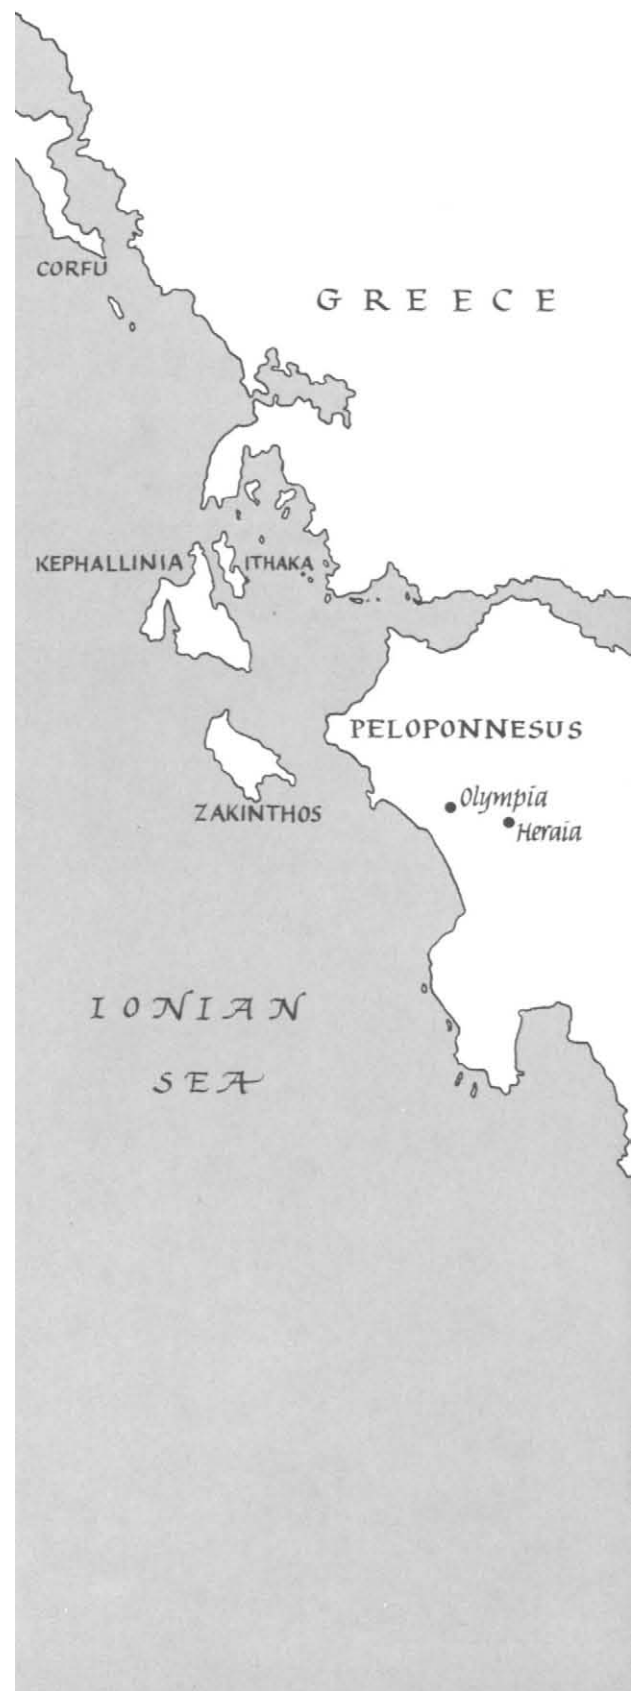 CORFU
GREECE
KEPHALLINIA
ITHAKA
PELOPONNESUS
Olympia
ZAKINTHOS
Heraia
IONIAN
SEA